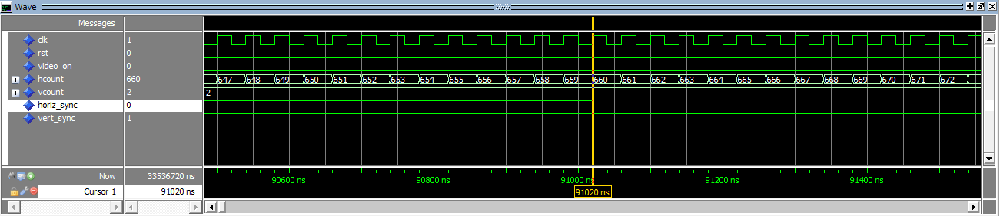 Wave
Messages
clk 1
rst 0
video_on 0
hcount 660 647 648 649 650 651 652 653 654 655 656 657 658 659 660 661 662 663 664 665 666 667 668 669 670 671 672
vcount 2 2
horiz_sync 0
vert_sync 1
Now 33536720 ns 90600 ns 90800 ns 91000 ns 91200 ns 91400 ns
Cursor 1 91020 ns 91020 ns